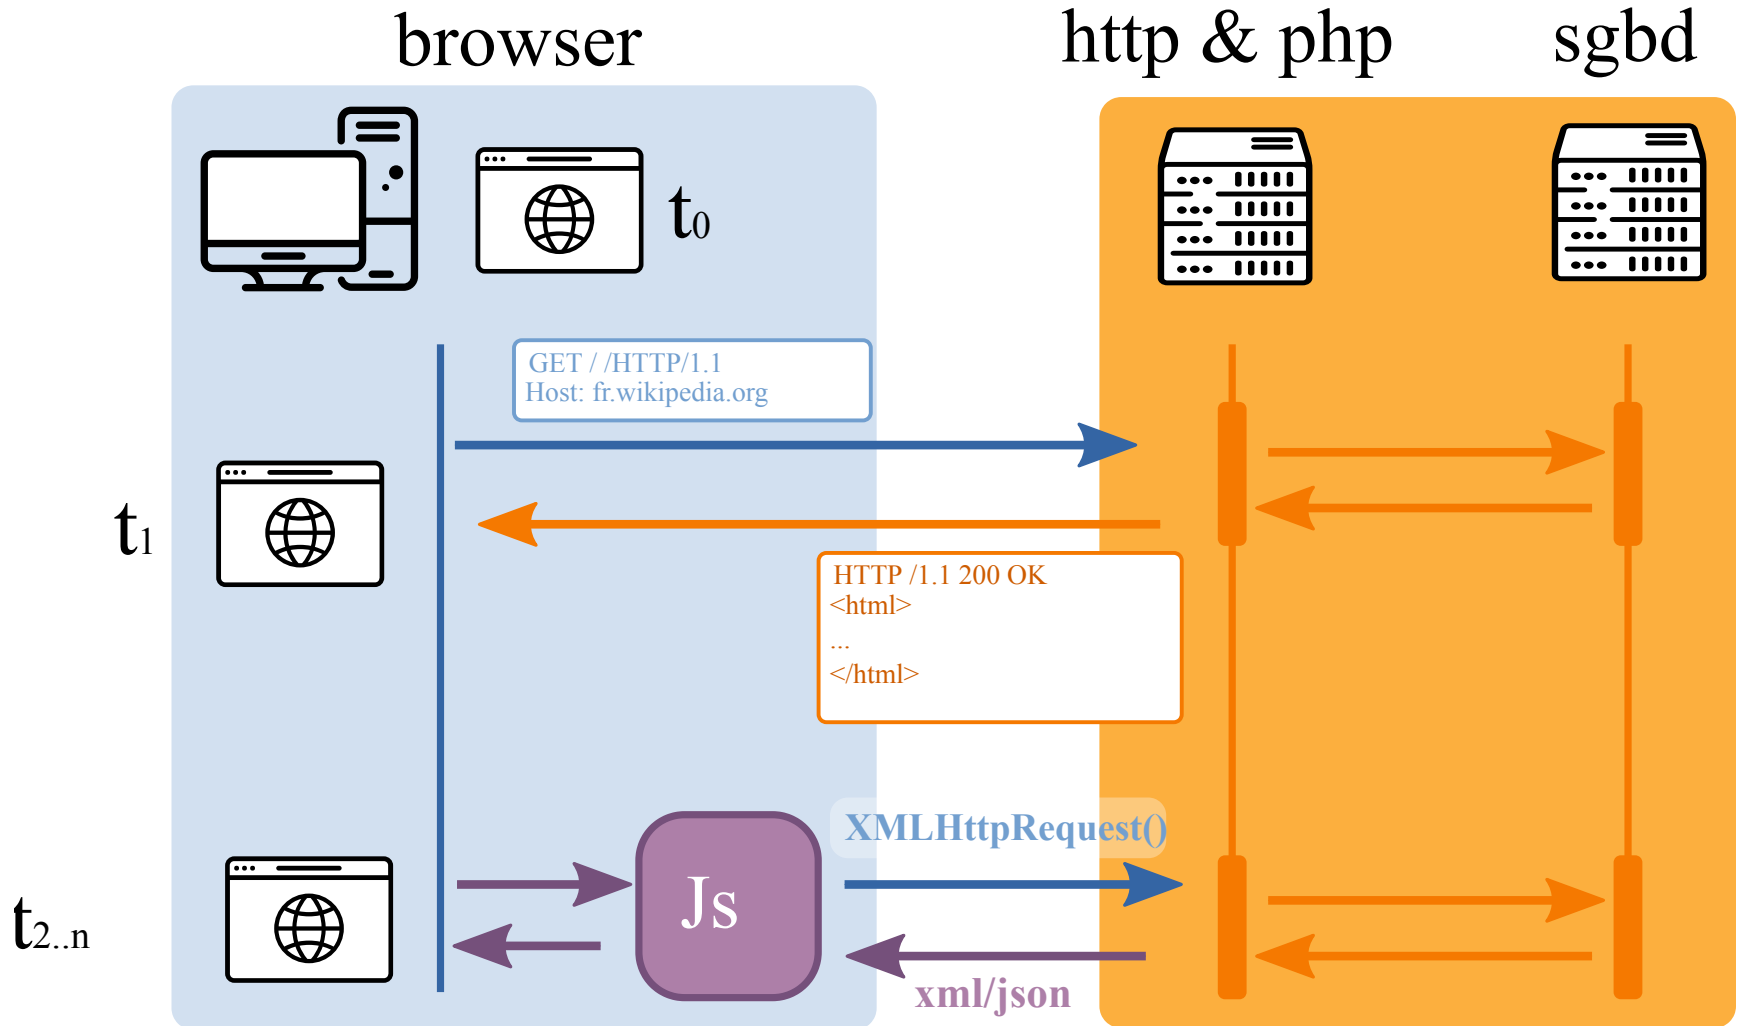 browser
http & php
sgbd
t0
GET / /HTTP/1.1
Host: fr.wikipedia.org
t1
HTTP /1.1 200 OK
<html>
...
</html>
XMLHttpRequest()
Js
t2..n
xml/json